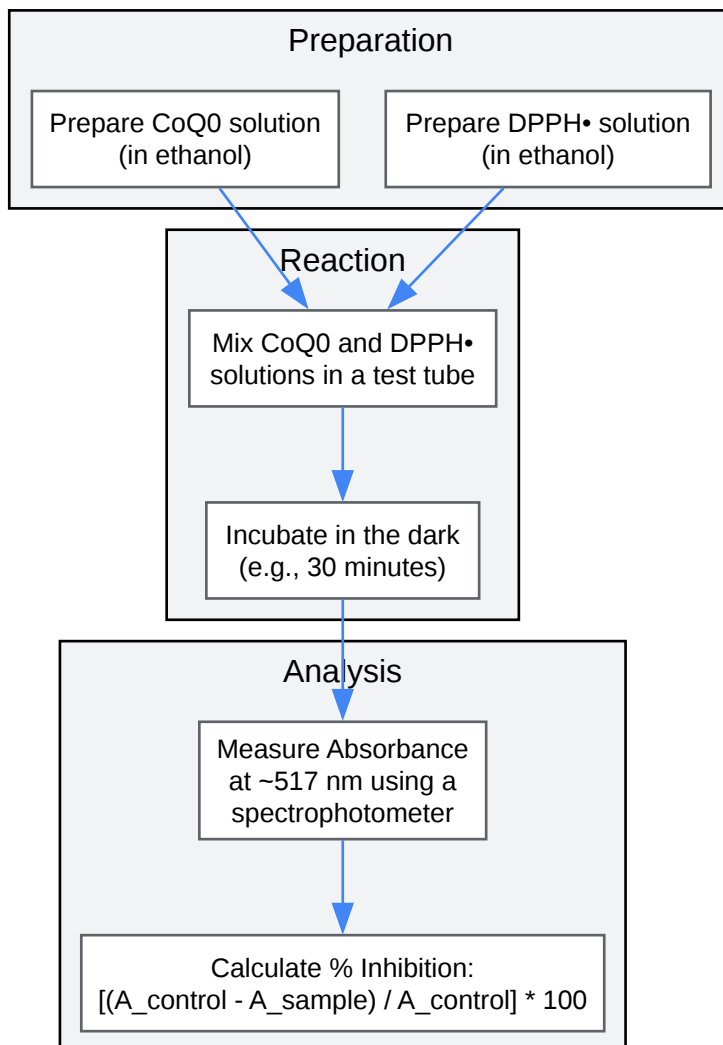 Preparation
Prepare CoQ0 solution
(in ethanol)
Prepare DPPH• solution
(in ethanol)
Reaction
Mix CoQ0 and DPPH•
solutions in a test tube
Incubate in the dark
(e.g., 30 minutes)
Analysis
Measure Absorbance
at ~517 nm using a
spectrophotometer
Calculate % Inhibition:
[(A_control - A_sample) / A_control] * 100